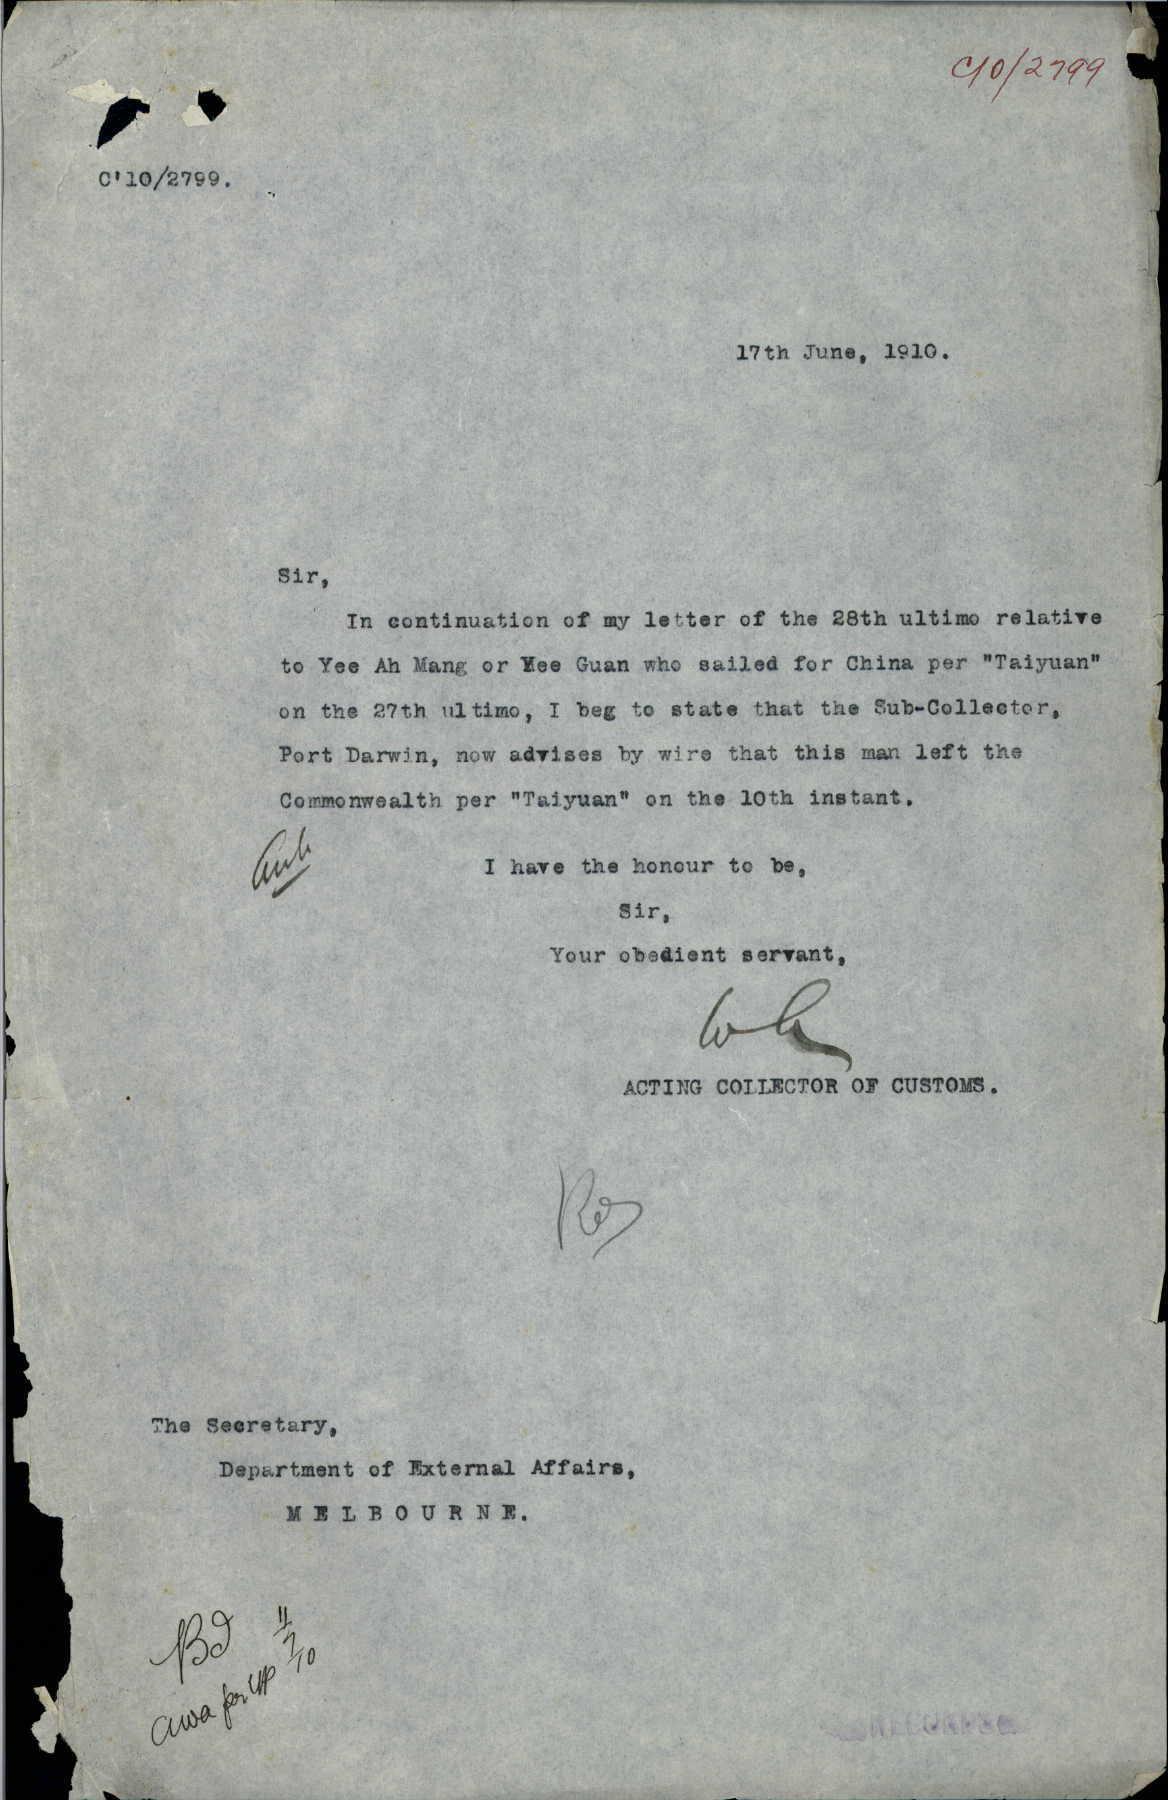 C10/2799
C'10/2799.
17th June, 1910.
Sir,
In continuation of my letter of the 28th ultimo relative
to Yee Ah Mang or Yee Guan who sailed for China per "Taiyuan"
on the 27th ultimo, I beg to state that the Sub-Collector,
Port Darwin, now advises by wire that this man left the
Commonwealth per "Taiyuan" on the 10th instant.
I have the honour to be,
Sir,
Your obedient servant,
ACTING COLLECTOR OF CUSTOMS.
The Secretary,
Department of External Affairs,
MELBOURNE.
11/7/10